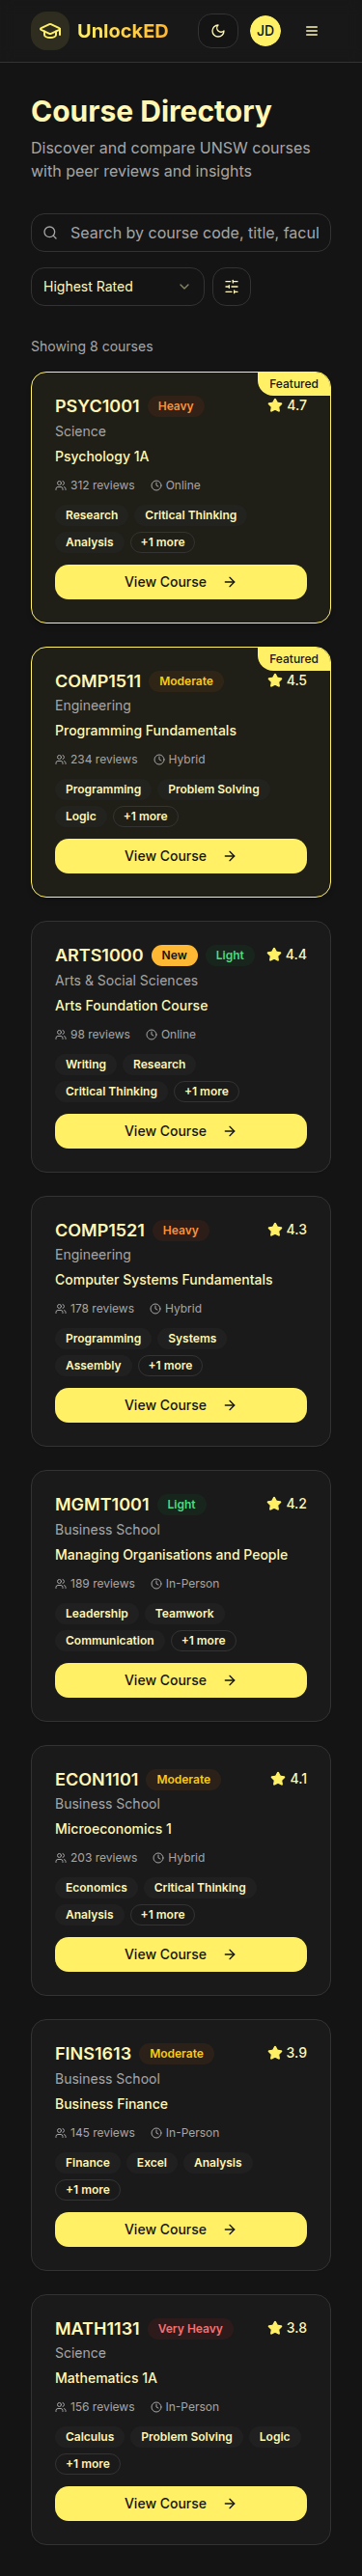 UnlockED
JD
Course Directory
Discover and compare UNSW courses
with peer reviews and insights
Search by course code, title, facul
Highest Rated
Showing 8 courses
Featured
PSYC1001 Heavy 4.7
Science
Psychology 1A
312 reviews Online
Research Critical Thinking
Analysis +1 more
View Course
Featured
COMP1511 Moderate 4.5
Engineering
Programming Fundamentals
234 reviews Hybrid
Programming Problem Solving
Logic +1 more
View Course
ARTS1000 New Light 4.4
Arts & Social Sciences
Arts Foundation Course
98 reviews Online
Writing Research
Critical Thinking +1 more
View Course
COMP1521 Heavy 4.3
Engineering
Computer Systems Fundamentals
178 reviews Hybrid
Programming Systems
Assembly +1 more
View Course
MGMT1001 Light 4.2
Business School
Managing Organisations and People
189 reviews In-Person
Leadership Teamwork
Communication +1 more
View Course
ECON1101 Moderate 4.1
Business School
Microeconomics 1
203 reviews Hybrid
Economics Critical Thinking
Analysis +1 more
View Course
FINS1613 Moderate 3.9
Business School
Business Finance
145 reviews In-Person
Finance Excel Analysis
+1 more
View Course
MATH1131 Very Heavy 3.8
Science
Mathematics 1A
156 reviews In-Person
Calculus Problem Solving Logic
+1 more
View Course